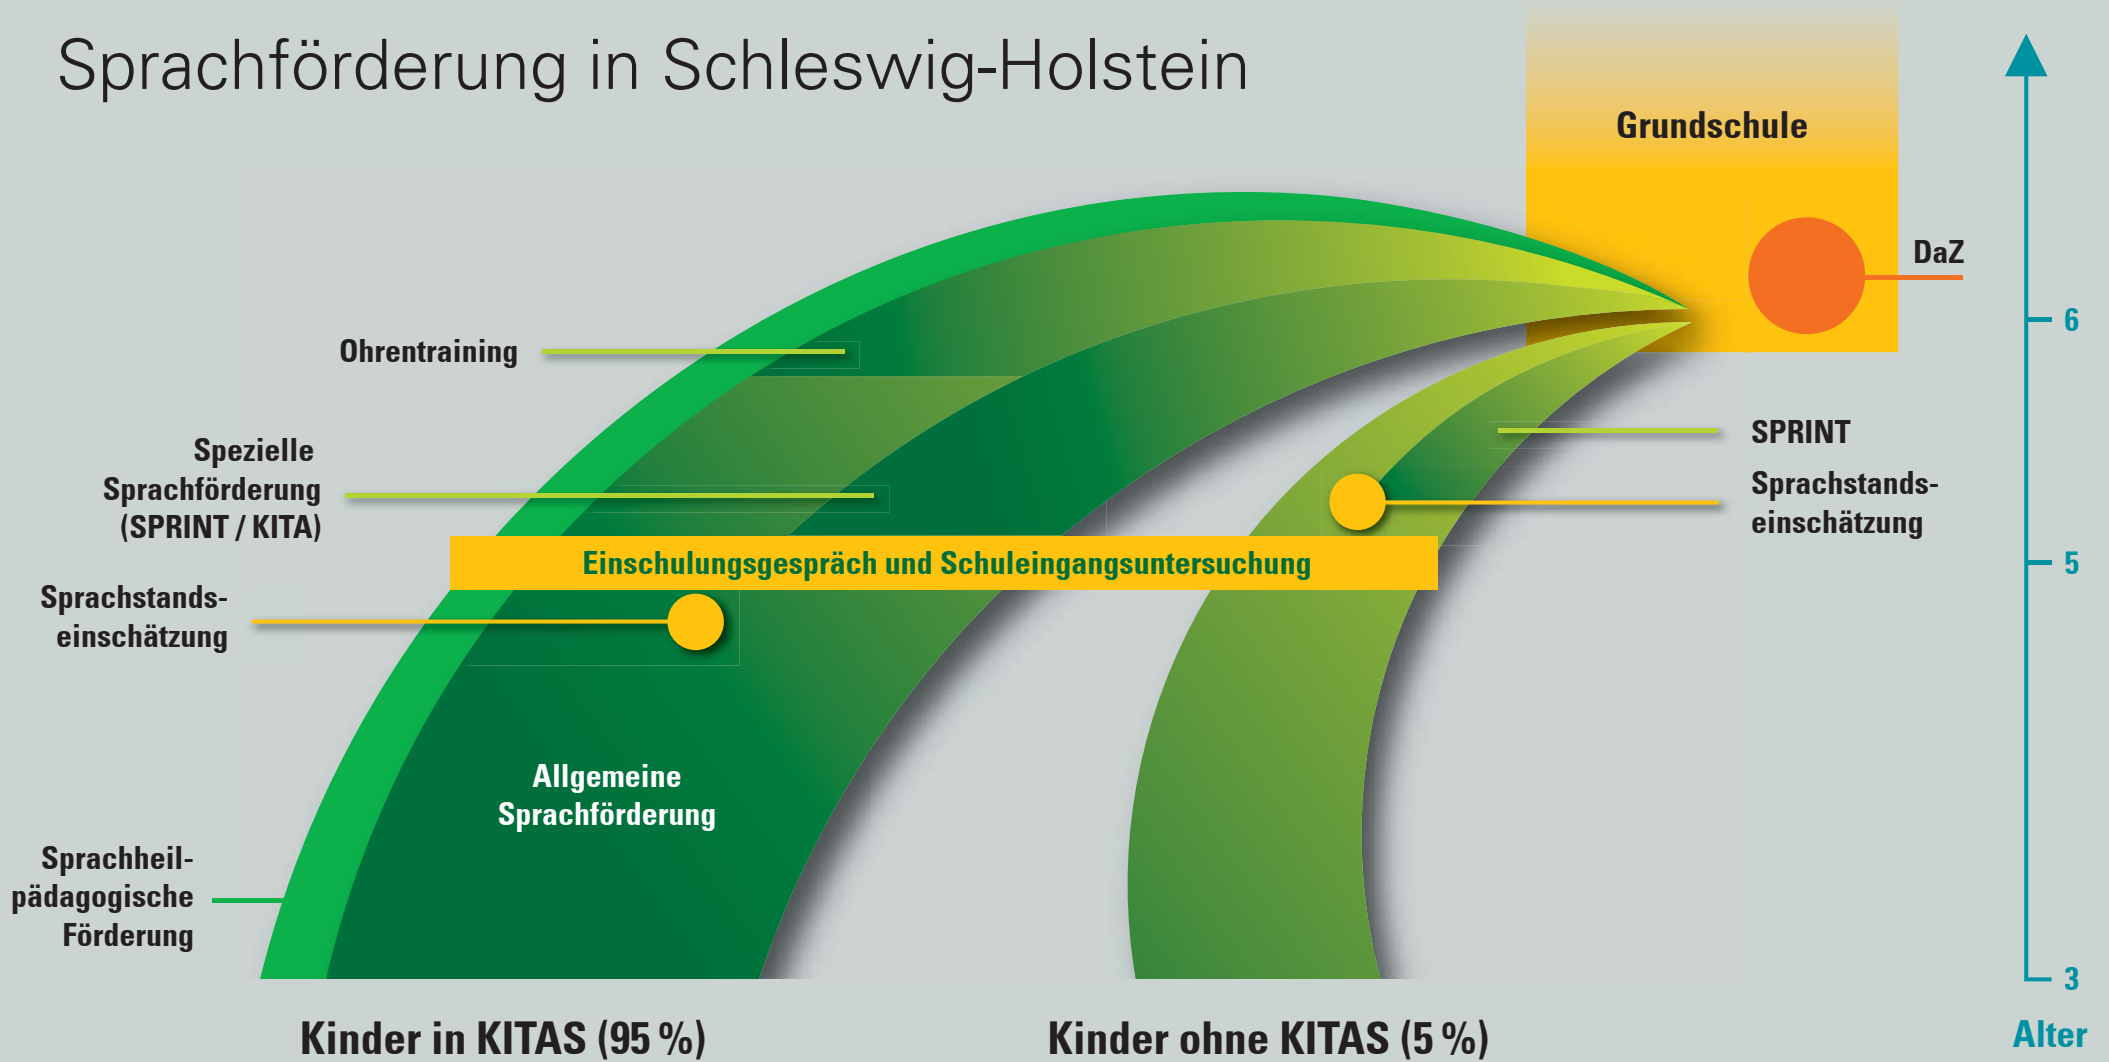 Sprachförderung in Schleswig-Holstein
Grundschule
DaZ
6
Ohrentraining
Spezielle
Sprachförderung
(SPRINT / KITA)
SPRINT
Sprachstands-
einschätzung
Einschulungsgespräch und Schuleingangsuntersuchung
5
Sprachstands-
einschätzung
Allgemeine
Sprachförderung
Sprachheil-
pädagogische
Förderung
3
Kinder in KITAS (95 %)
Kinder ohne KITAS (5 %)
Alter